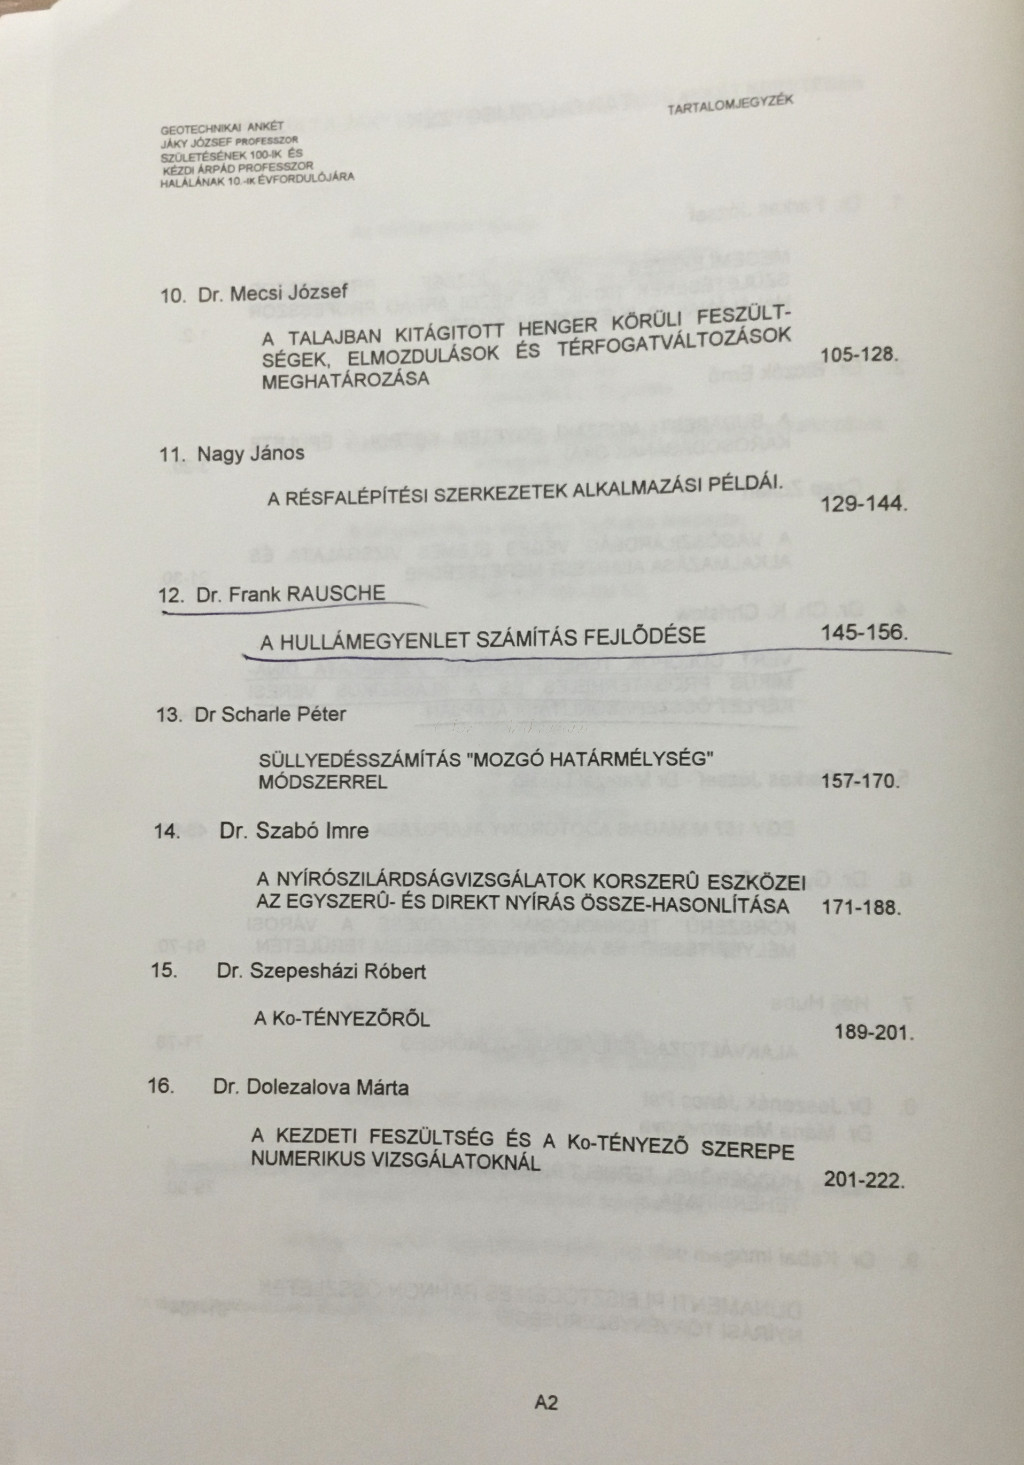 TARTALOMJEGYZÉK
GEOTECHNIKAI ANKÉT
JÁKY JÓZSEF PROFESSZOR
SZÜLETÉSÉNEK 100-IK ÉS
KÉZDI ÁRPÁD PROFESSZOR
HALÁLÁNAK 10.-IK ÉVFORDULÓJÁRA
10. Dr. Mecsi József
A TALAJBAN KITÁGITOTT HENGER KÖRÜLI FESZÜLT-
SÉGEK, ELMOZDULÁSOK ÉS TÉRFOGATVÁLTOZÁSOK
MEGHATÁROZÁSA 105-128.
11. Nagy János
A RÉSFALÉPÍTÉSI SZERKEZETEK ALKALMAZÁSI PÉLDÁI. 129-144.
12. Dr. Frank RAUSCHE
A HULLÁMEGYENLET SZÁMÍTÁS FEJLÕDÉSE 145-156.
13. Dr Scharle Péter
SÜLLYEDÉSSZÁMÍTÁS "MOZGÓ HATÁRMÉLYSÉG"
MÓDSZERREL 157-170.
14. Dr. Szabó Imre
A NYÍRÓSZILÁRDSÁGVIZSGÁLATOK KORSZERÛ ESZKÖZEI
AZ EGYSZERÛ- ÉS DIREKT NYÍRÁS ÖSSZE-HASONLÍTÁSA 171-188.
15. Dr. Szepesházi Róbert
A Ko-TÉNYEZÕRÕL 189-201.
16. Dr. Dolezalova Márta
A KEZDETI FESZÜLTSÉG ÉS A Ko-TÉNYEZÕ SZEREPE
NUMERIKUS VIZSGÁLATOKNÁL 201-222.
A2